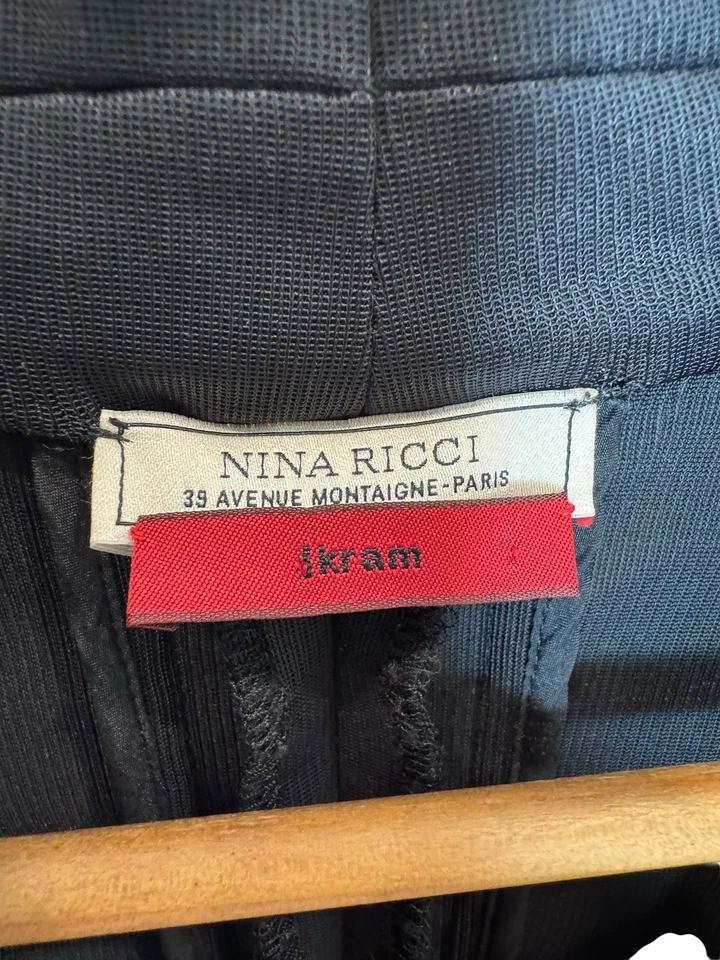 NINA RICCI
39 AVENUE MONTAIGNE-PARIS
ikram